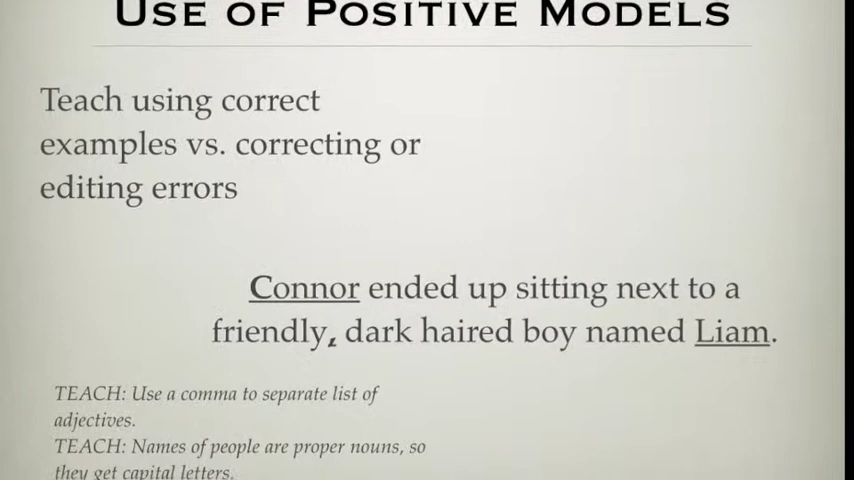 USE OF POSITIVE MODELS
Teach using correct
examples vs. correcting or
editing errors
Connor ended up sitting next to a
friendly, dark haired boy named Liam.
TEACH: Use a comma to separate list of
adjectives.
TEACH: Names of people are proper nouns, so
they get capital letters.